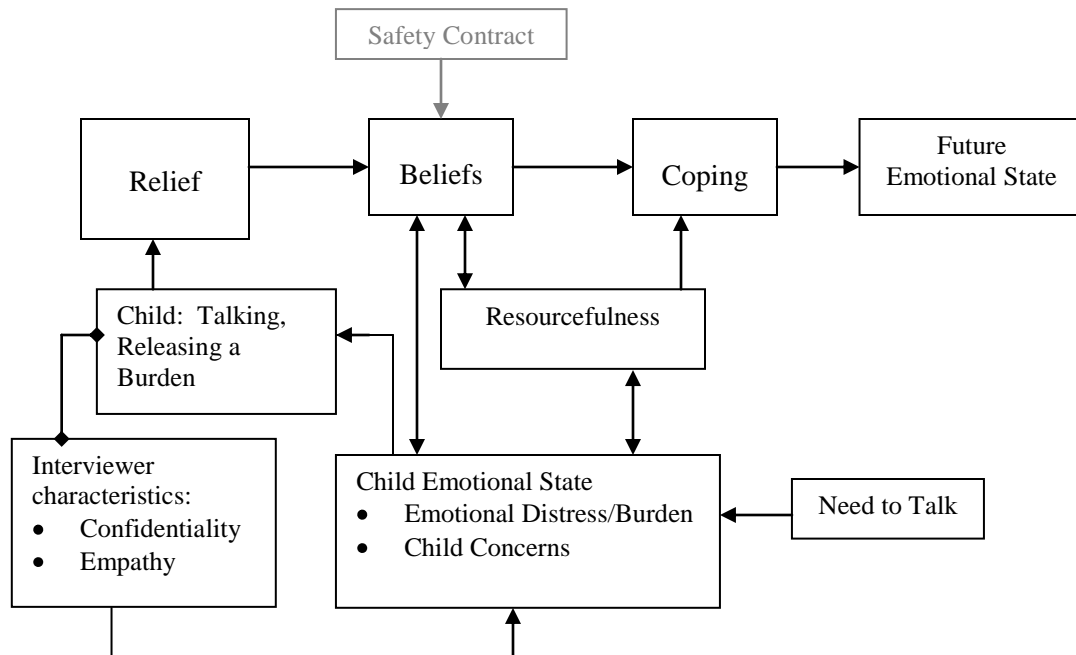 Safety Contract
Relief
Beliefs
Coping
Future
Emotional State
Child: Talking,
Releasing a
Burden
Resourcefulness
Interviewer
characteristics:
• Confidentiality
• Empathy
Child Emotional State
• Emotional Distress/Burden
• Child Concerns
Need to Talk